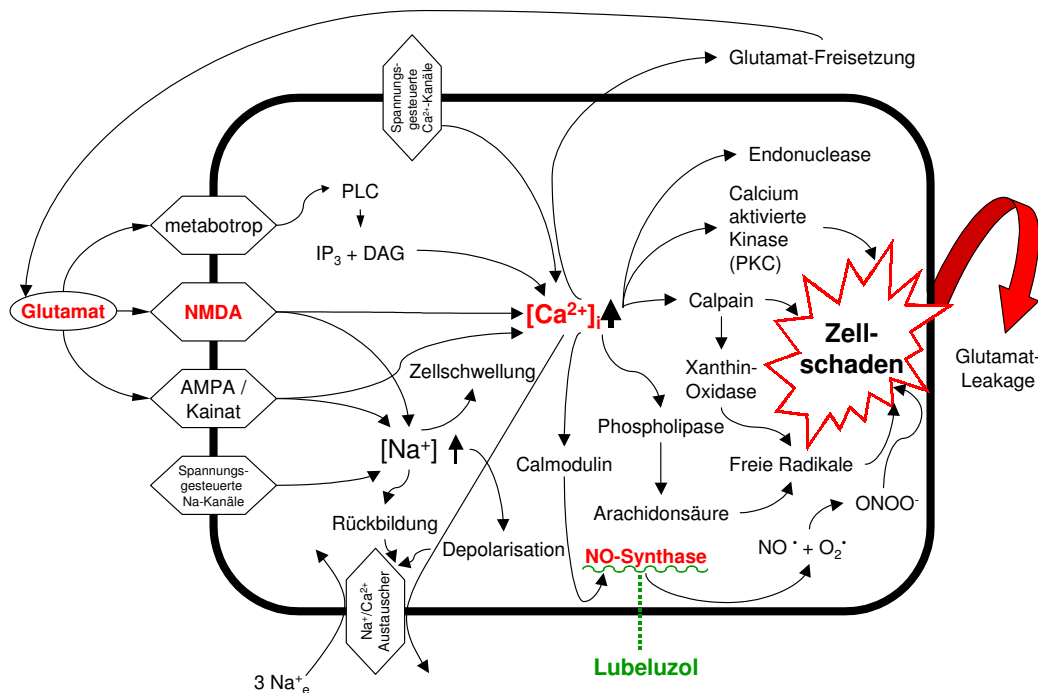 Glutamat-Freisetzung
Spannungs-
gesteuerte
Ca²⁺-Kanäle
Endonuclease
PLC
Calcium
aktivierte
Kinase
(PKC)
metabotrop
IP₃ + DAG
Glutamat
NMDA
[Ca²⁺]ᵢ
Calpain
Zell-
schaden
Glutamat-
Leakage
Zellschwellung
Xanthin-
Oxidase
AMPA /
Kainat
[Na⁺]
Phospholipase
Calmodulin
Freie Radikale
Spannungs-
gesteuerte
Na-Kanäle
ONOO⁻
Arachidonsäure
Rückbildung
Depolarisation
NO• + O₂•
NO-Synthase
Na⁺/Ca²⁺
Austauscher
Lubeluzol
3 Na⁺ₑ